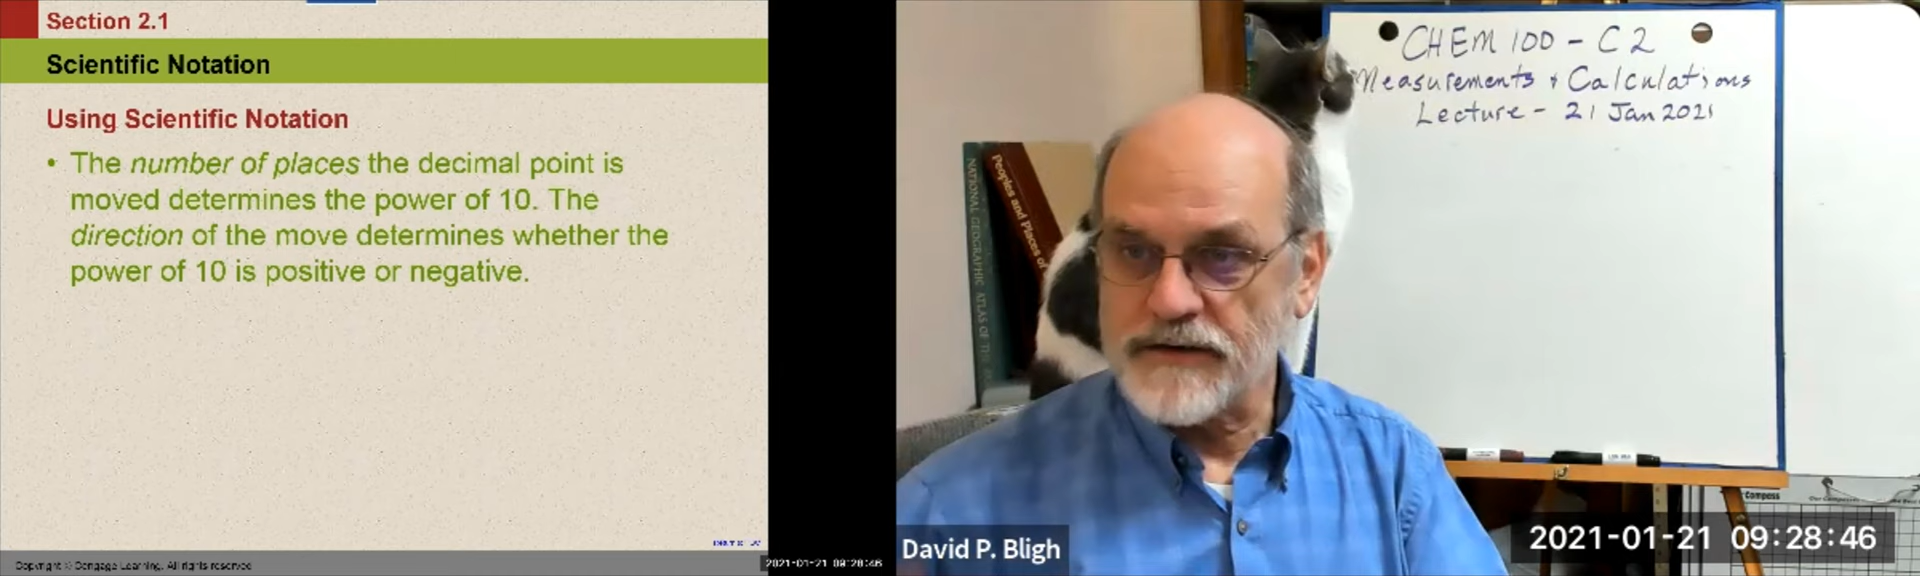 Section 2.1
Scientific Notation
Using Scientific Notation
• The number of places the decimal point is
moved determines the power of 10. The
direction of the move determines whether the
power of 10 is positive or negative.
Copyright © Cengage Learning. All rights reserved
2021-01-21 09:28:46
CHEM 100 - C2
Measurements & Calculations
Lecture - 21 Jan 2021
NATIONAL GEOGRAPHIC ATLAS OF THE
Peoples and Places of
Compass
David P. Bligh
2021-01-21 09:28:46